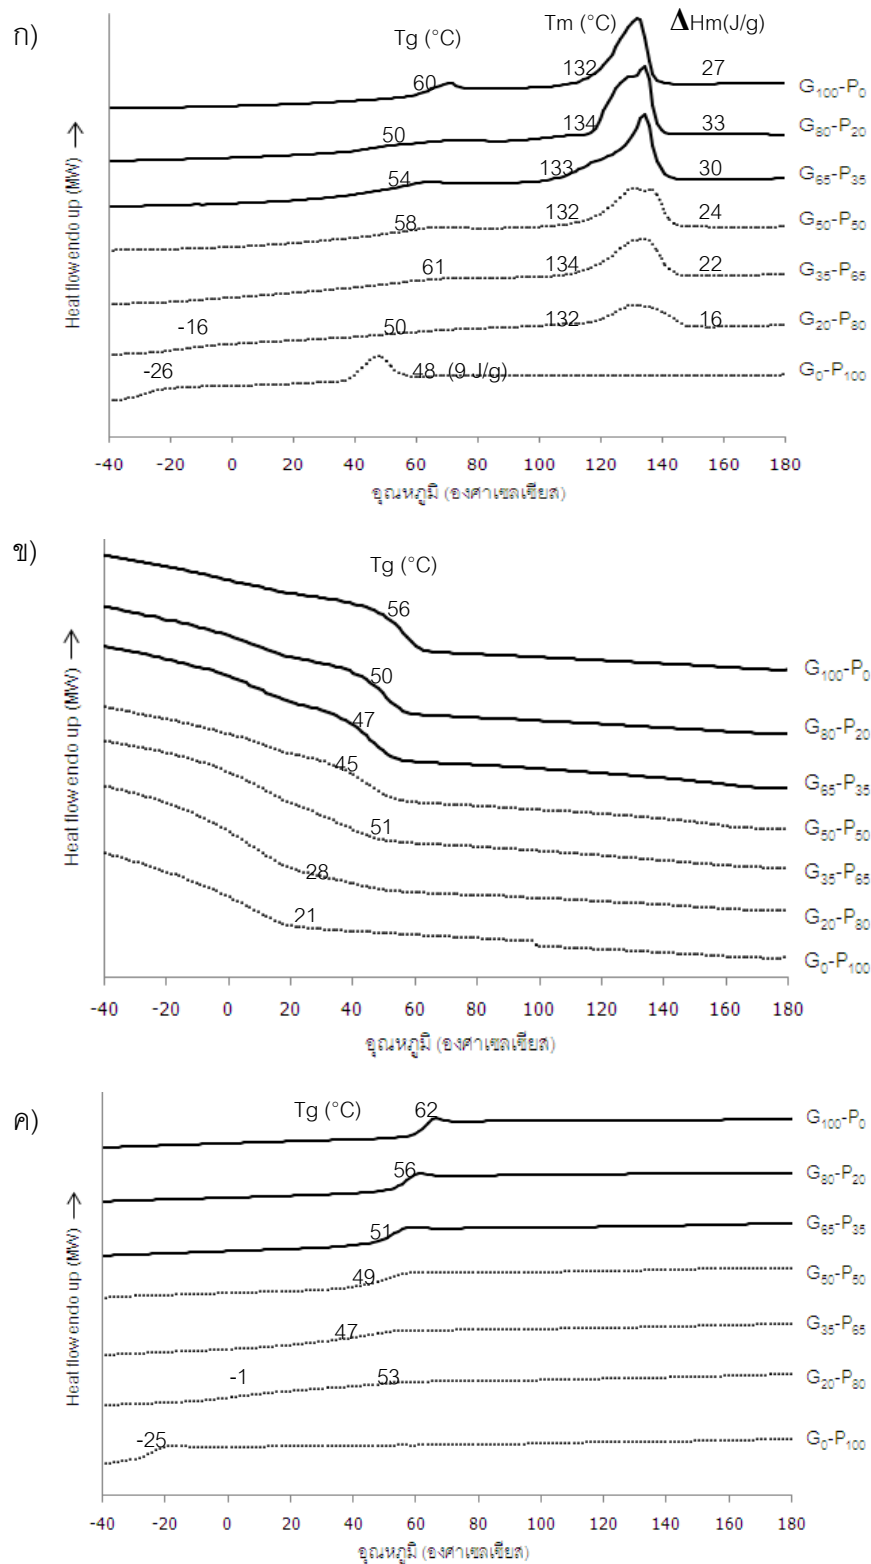 ก)
Tg (°C) Tm (°C) ΔHm(J/g)
60 132 27 G₁₀₀-P₀
50 134 33 G₈₀-P₂₀
54 133 30 G₆₅-P₃₅
58 132 24 G₅₀-P₅₀
61 134 22 G₃₅-P₆₅
-16 50 132 16 G₂₀-P₈₀
-26 48 (9 J/g) G₀-P₁₀₀
Heat flow endo up (MW) →
-40 -20 0 20 40 60 80 100 120 140 160 180
อุณหภูมิ (องศาเซลเซียส)
ข)
Tg (°C)
56 G₁₀₀-P₀
50 G₈₀-P₂₀
47 G₆₅-P₃₅
45 G₅₀-P₅₀
51 G₃₅-P₆₅
28 G₂₀-P₈₀
21 G₀-P₁₀₀
Heat flow endo up (MW) →
-40 -20 0 20 40 60 80 100 120 140 160 180
อุณหภูมิ (องศาเซลเซียส)
ค)
Tg (°C)
62 G₁₀₀-P₀
56 G₈₀-P₂₀
51 G₆₅-P₃₅
49 G₅₀-P₅₀
47 G₃₅-P₆₅
-1 53 G₂₀-P₈₀
-25 G₀-P₁₀₀
Heat flow endo up (MW) →
-40 -20 0 20 40 60 80 100 120 140 160 180
อุณหภูมิ (องศาเซลเซียส)